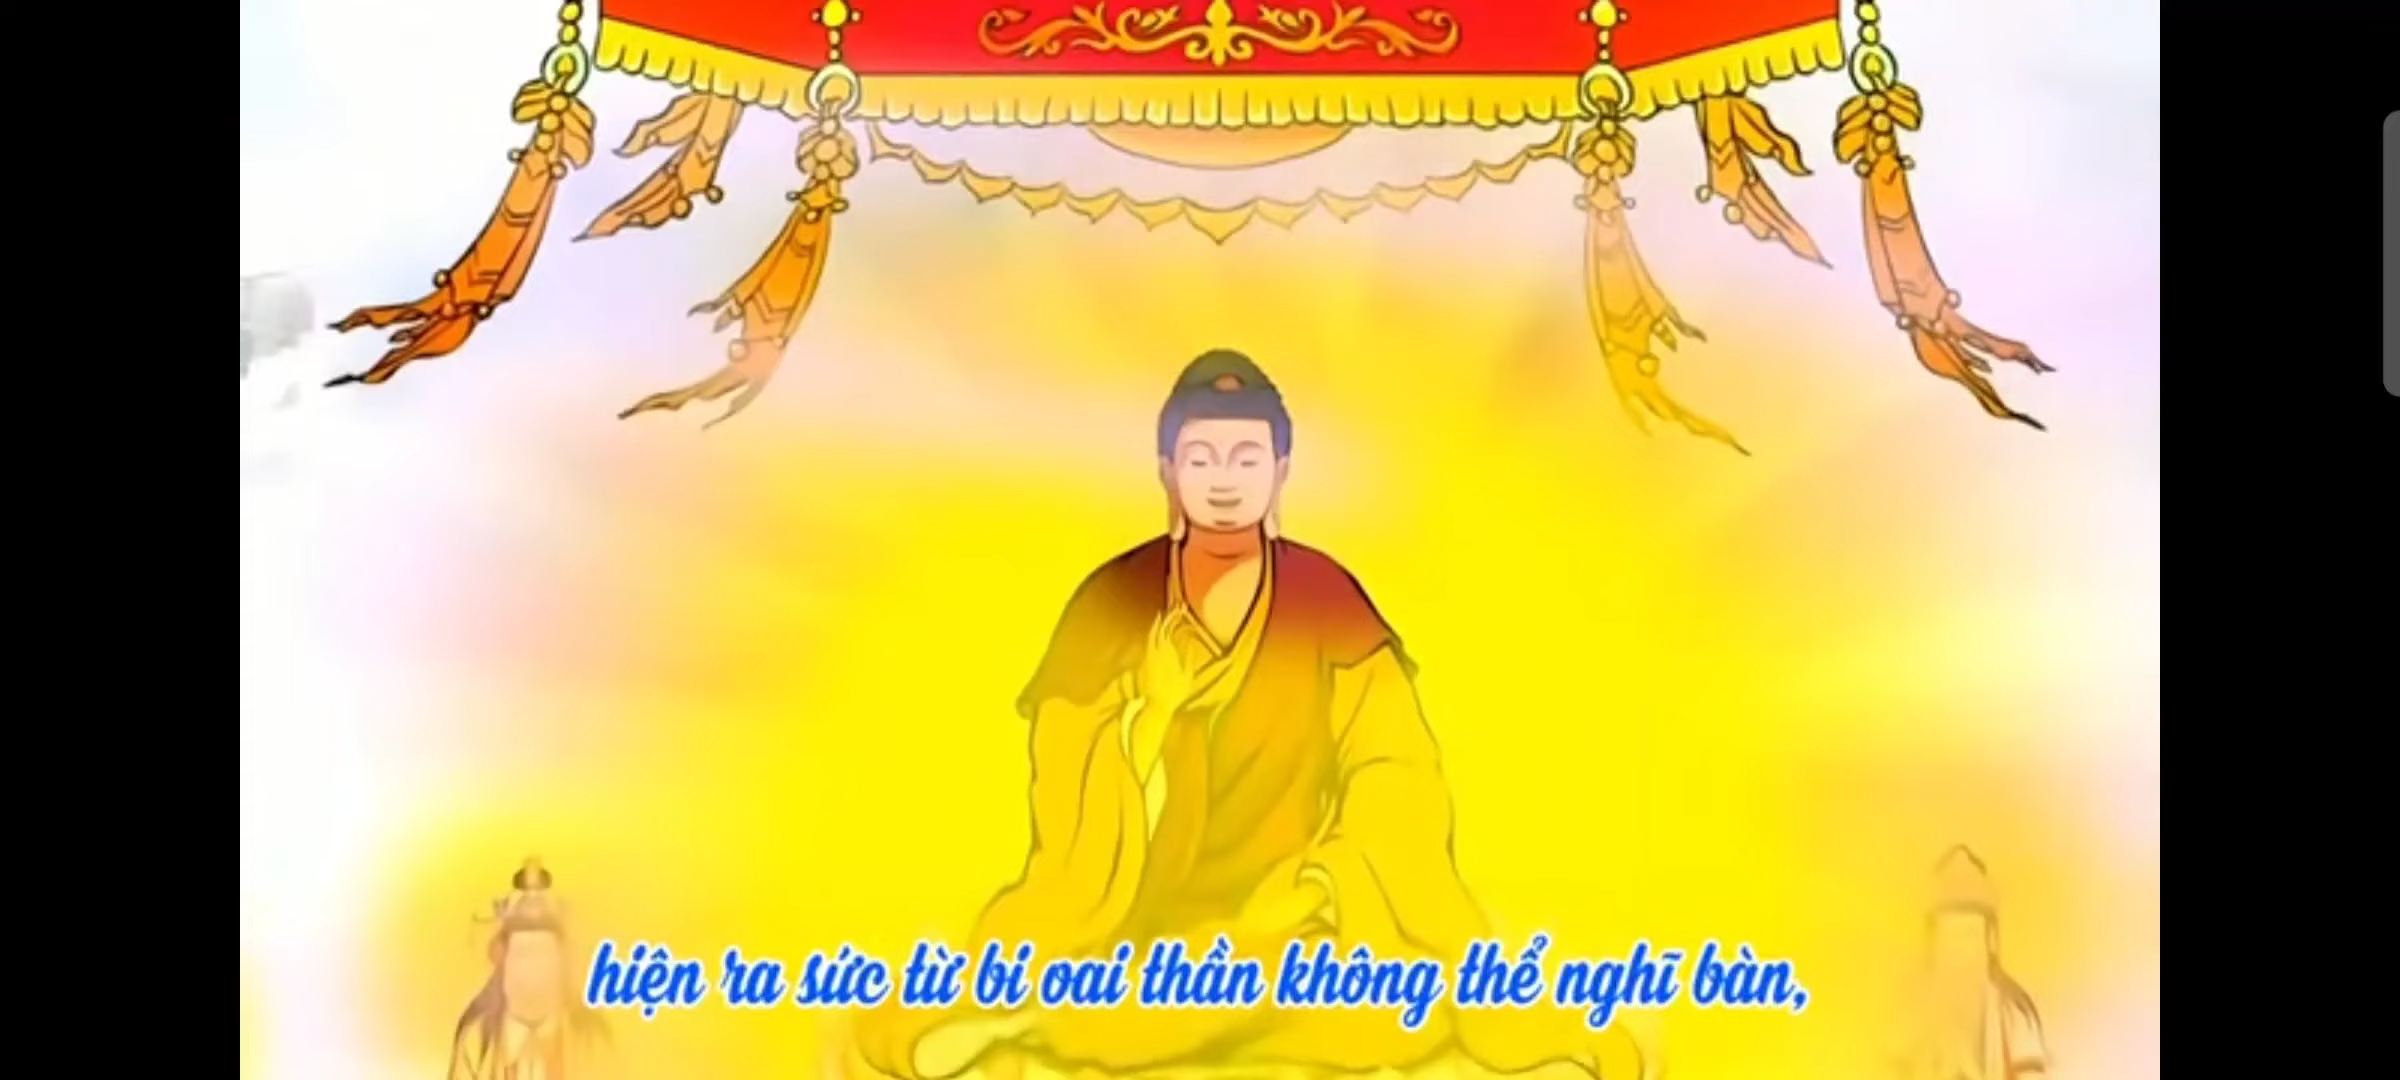 hiện ra sức từ bi oai thần không thể nghĩ bàn,